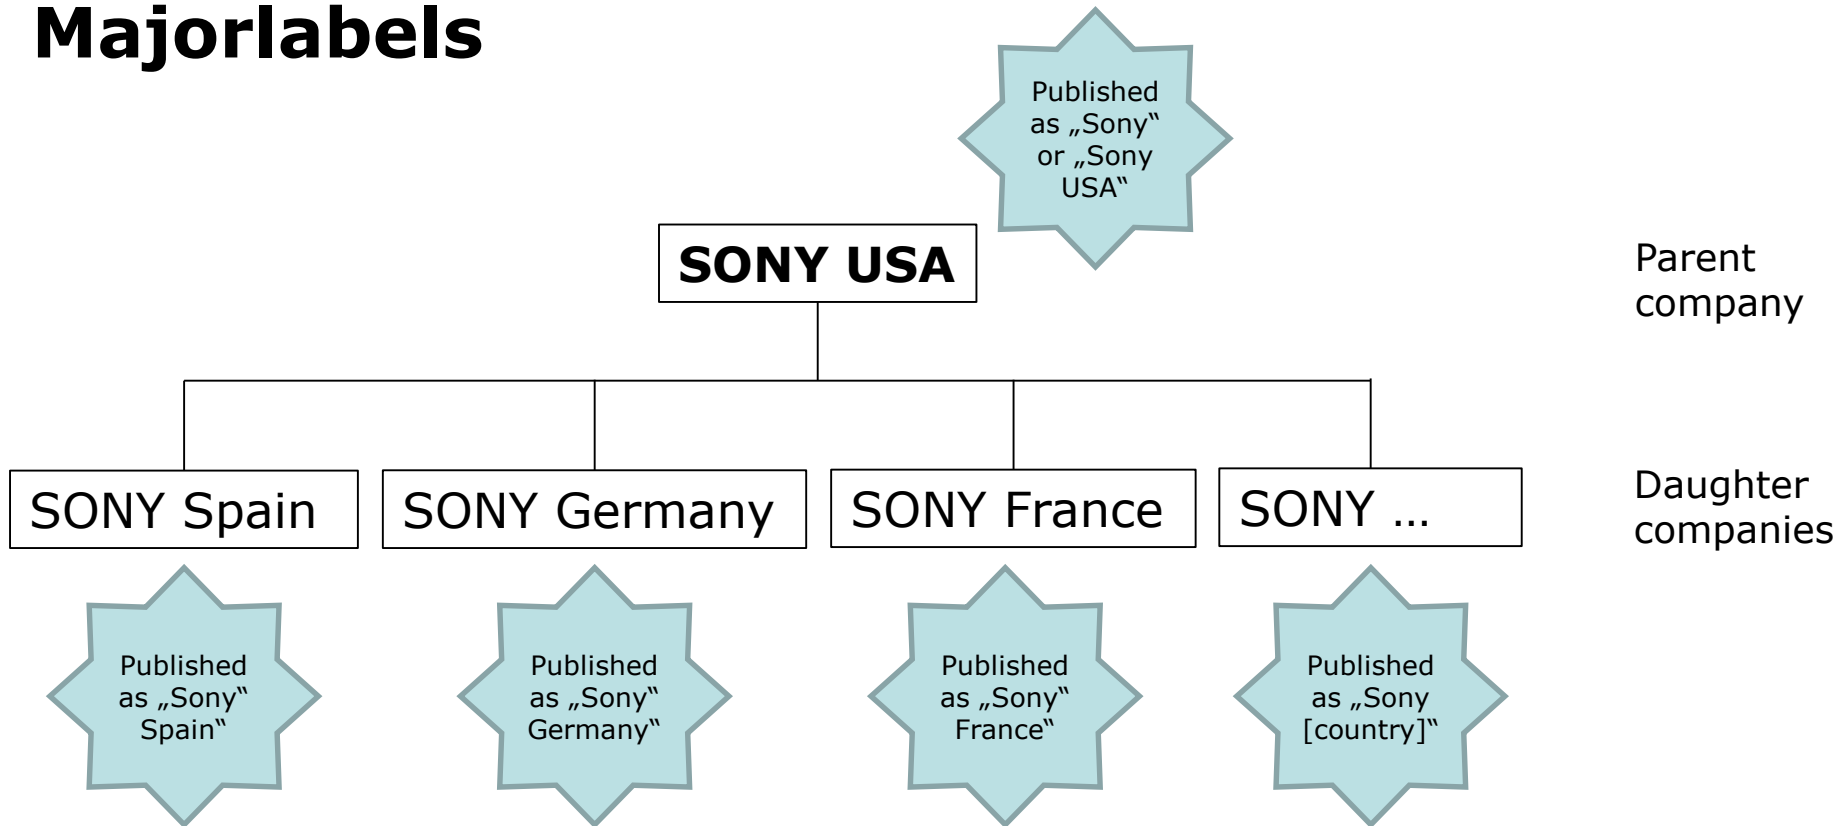 Majorlabels
Published
as „Sony“
or „Sony
USA“
SONY USA
Parent
company
SONY Spain
SONY Germany
SONY France
SONY …
Daughter
companies
Published
as „Sony“
Spain“
Published
as „Sony“
Germany“
Published
as „Sony“
France“
Published
as „Sony
[country]“